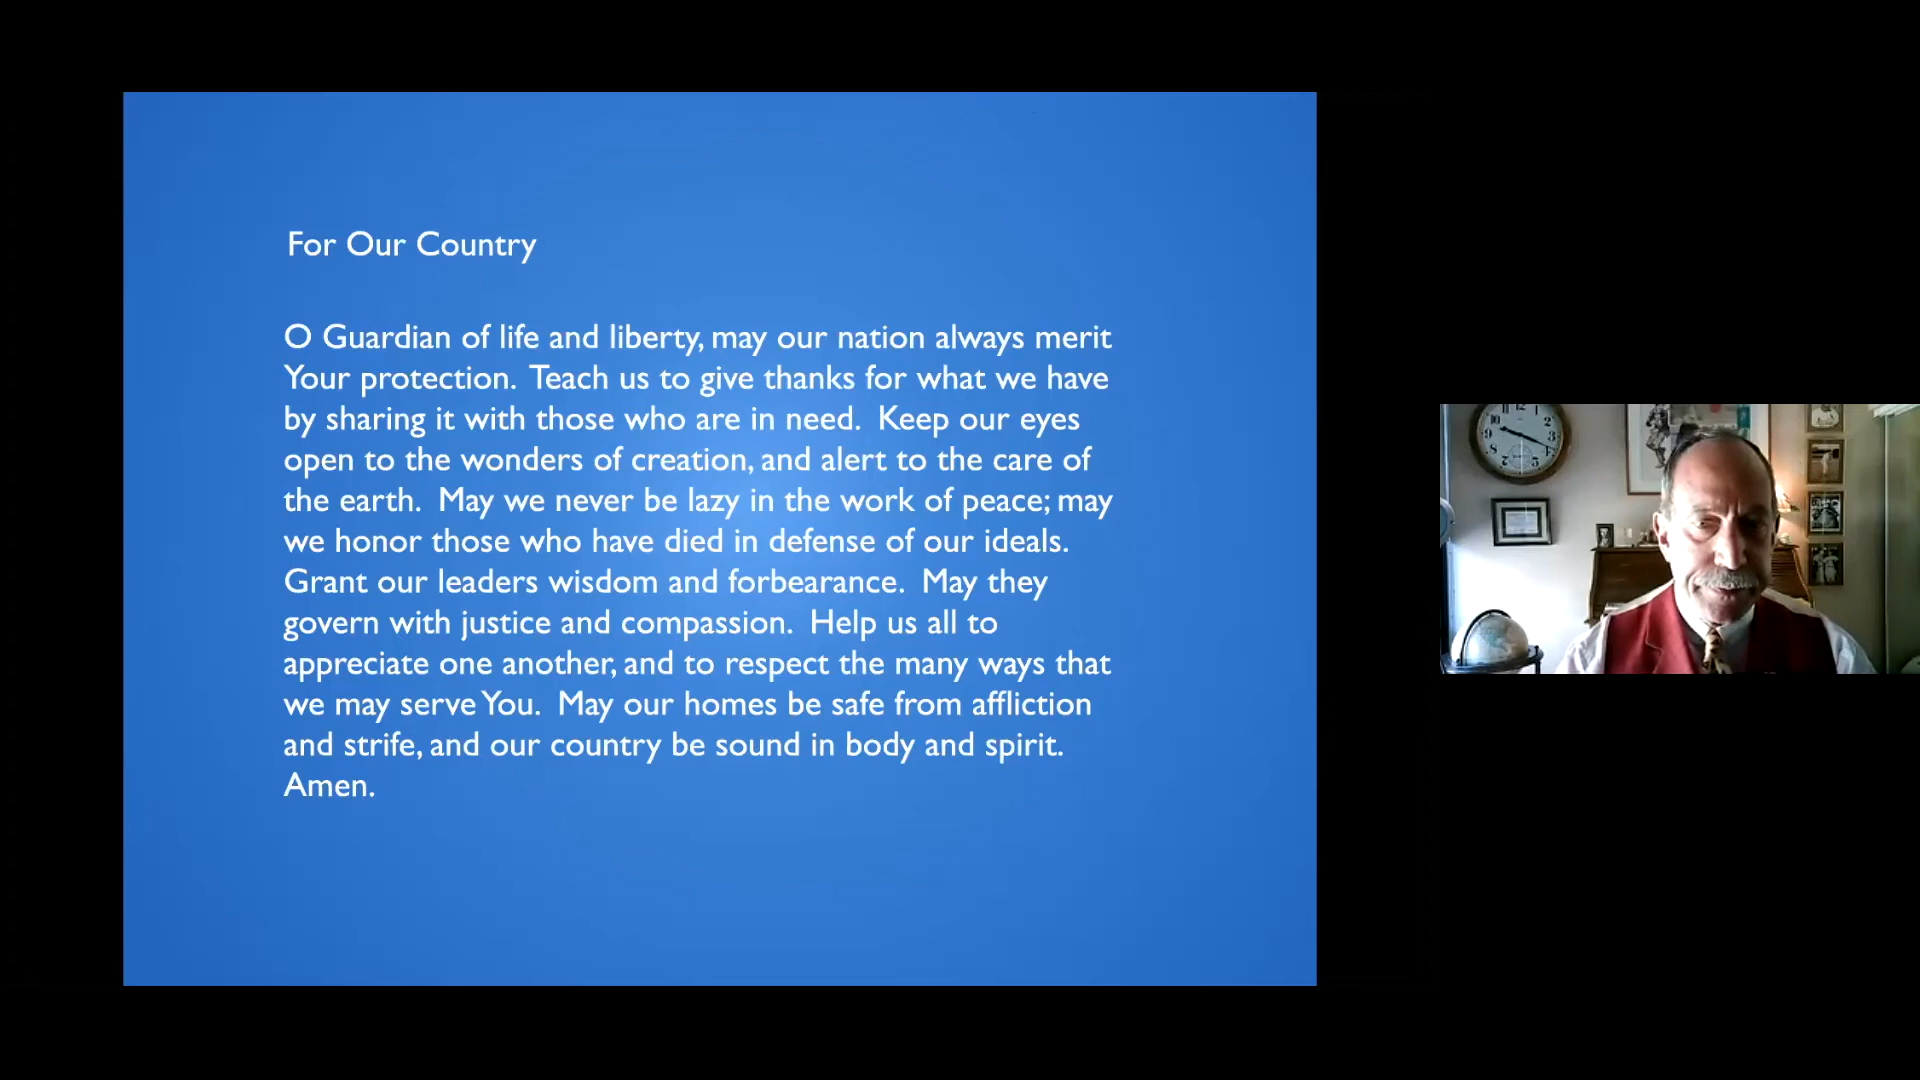 For Our Country
O Guardian of life and liberty, may our nation always merit
Your protection.  Teach us to give thanks for what we have
by sharing it with those who are in need.  Keep our eyes
open to the wonders of creation, and alert to the care of
the earth.  May we never be lazy in the work of peace; may
we honor those who have died in defense of our ideals.
Grant our leaders wisdom and forbearance.  May they
govern with justice and compassion.  Help us all to
appreciate one another, and to respect the many ways that
we may serve You.  May our homes be safe from affliction
and strife, and our country be sound in body and spirit.
Amen.